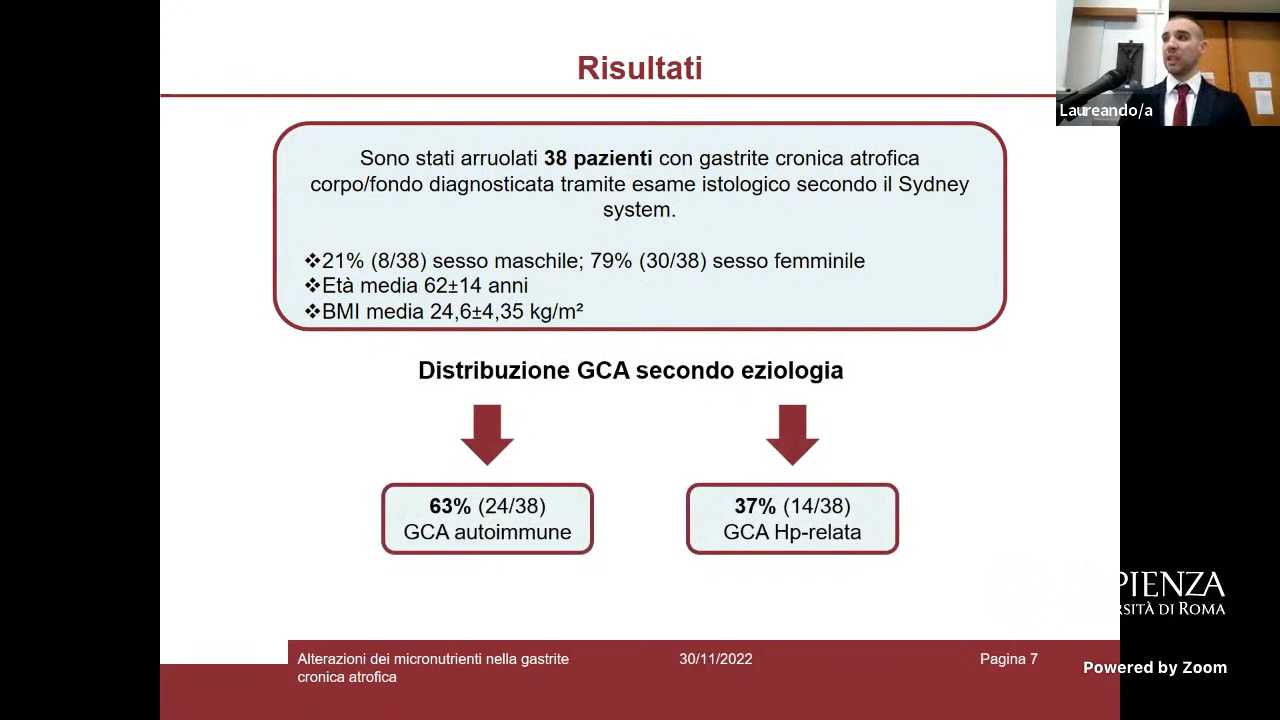 Risultati
Laureando/a
Sono stati arruolati 38 pazienti con gastrite cronica atrofica
corpo/fondo diagnosticata tramite esame istologico secondo il Sydney
system.
❖21% (8/38) sesso maschile; 79% (30/38) sesso femminile
❖Età media 62±14 anni
❖BMI media 24,6±4,35 kg/m²
Distribuzione GCA secondo eziologia
63% (24/38)
GCA autoimmune
37% (14/38)
GCA Hp-relata
PIENZA
RSITÀ DI ROMA
Alterazioni dei micronutrienti nella gastrite
cronica atrofica
30/11/2022
Pagina 7
Powered by Zoom